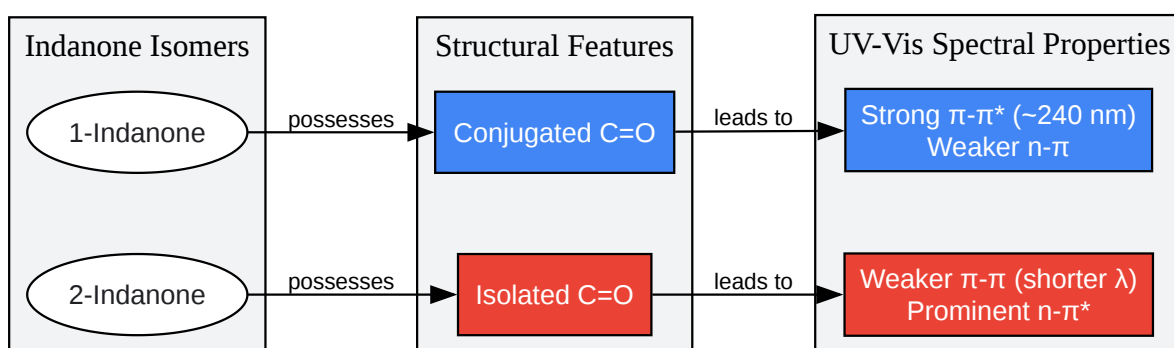 Indanone Isomers
Structural Features
UV-Vis Spectral Properties
1-Indanone
possesses
Conjugated C=O
leads to
Strong π-π* (~240 nm)
Weaker n-π
2-Indanone
possesses
Isolated C=O
leads to
Weaker π-π (shorter λ)
Prominent n-π*